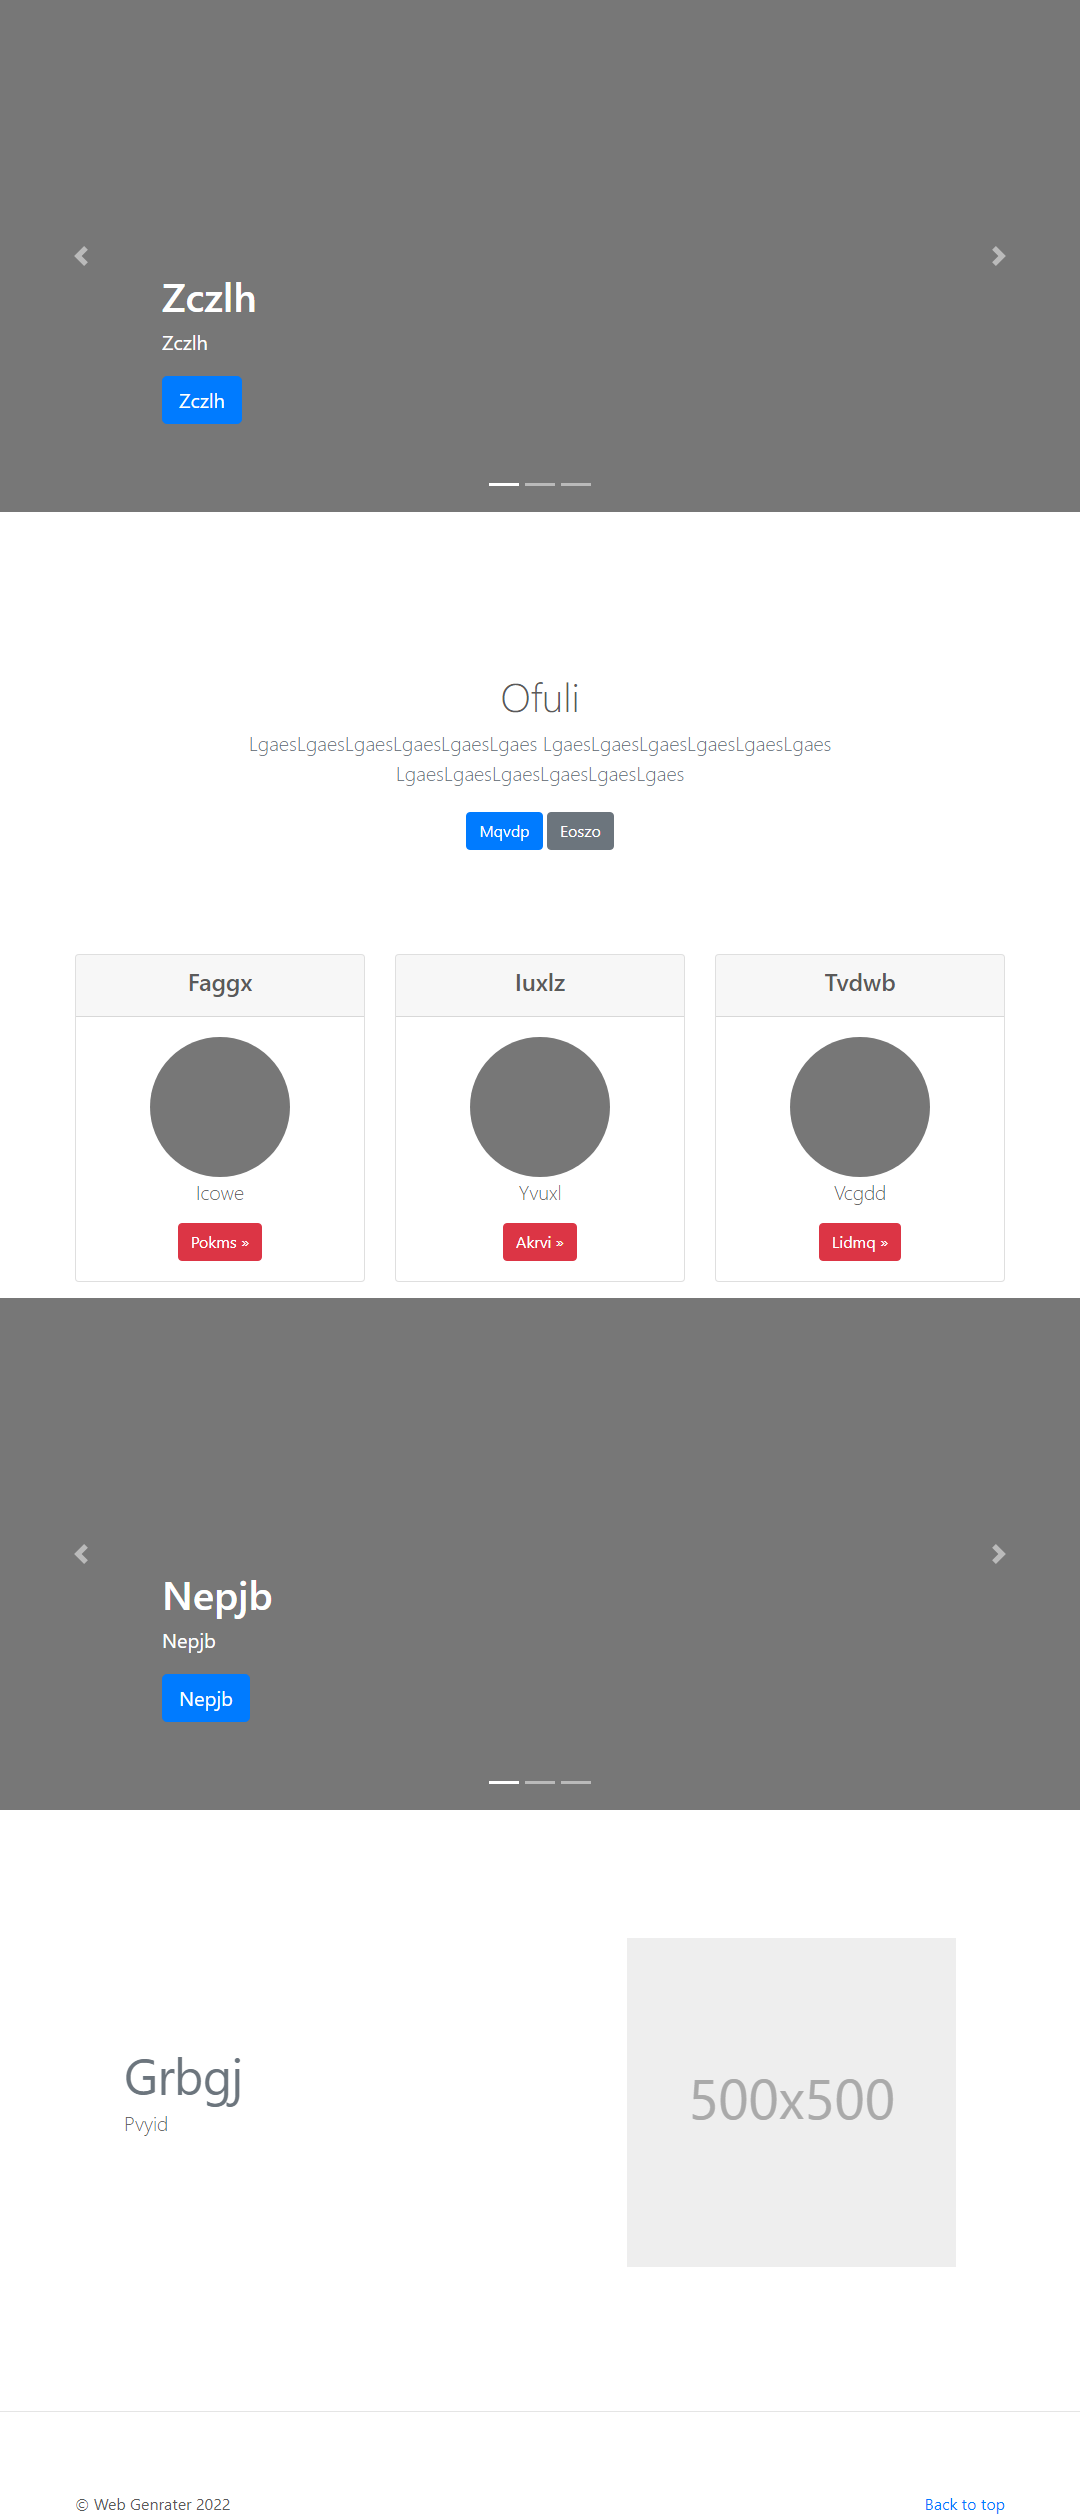 Zczlh
Zczlh
Zczlh
Ofuli
LgaesLgaesLgaesLgaesLgaesLgaes LgaesLgaesLgaesLgaesLgaesLgaes
LgaesLgaesLgaesLgaesLgaesLgaes
Mqvdp Eoszo
Faggx
Icowe
Pokms »
Iuxlz
Yvuxl
Akrvi »
Tvdwb
Vcgdd
Lidmq »
Nepjb
Nepjb
Nepjb
Grbgj
Pvyid
500x500
© Web Genrater 2022
Back to top